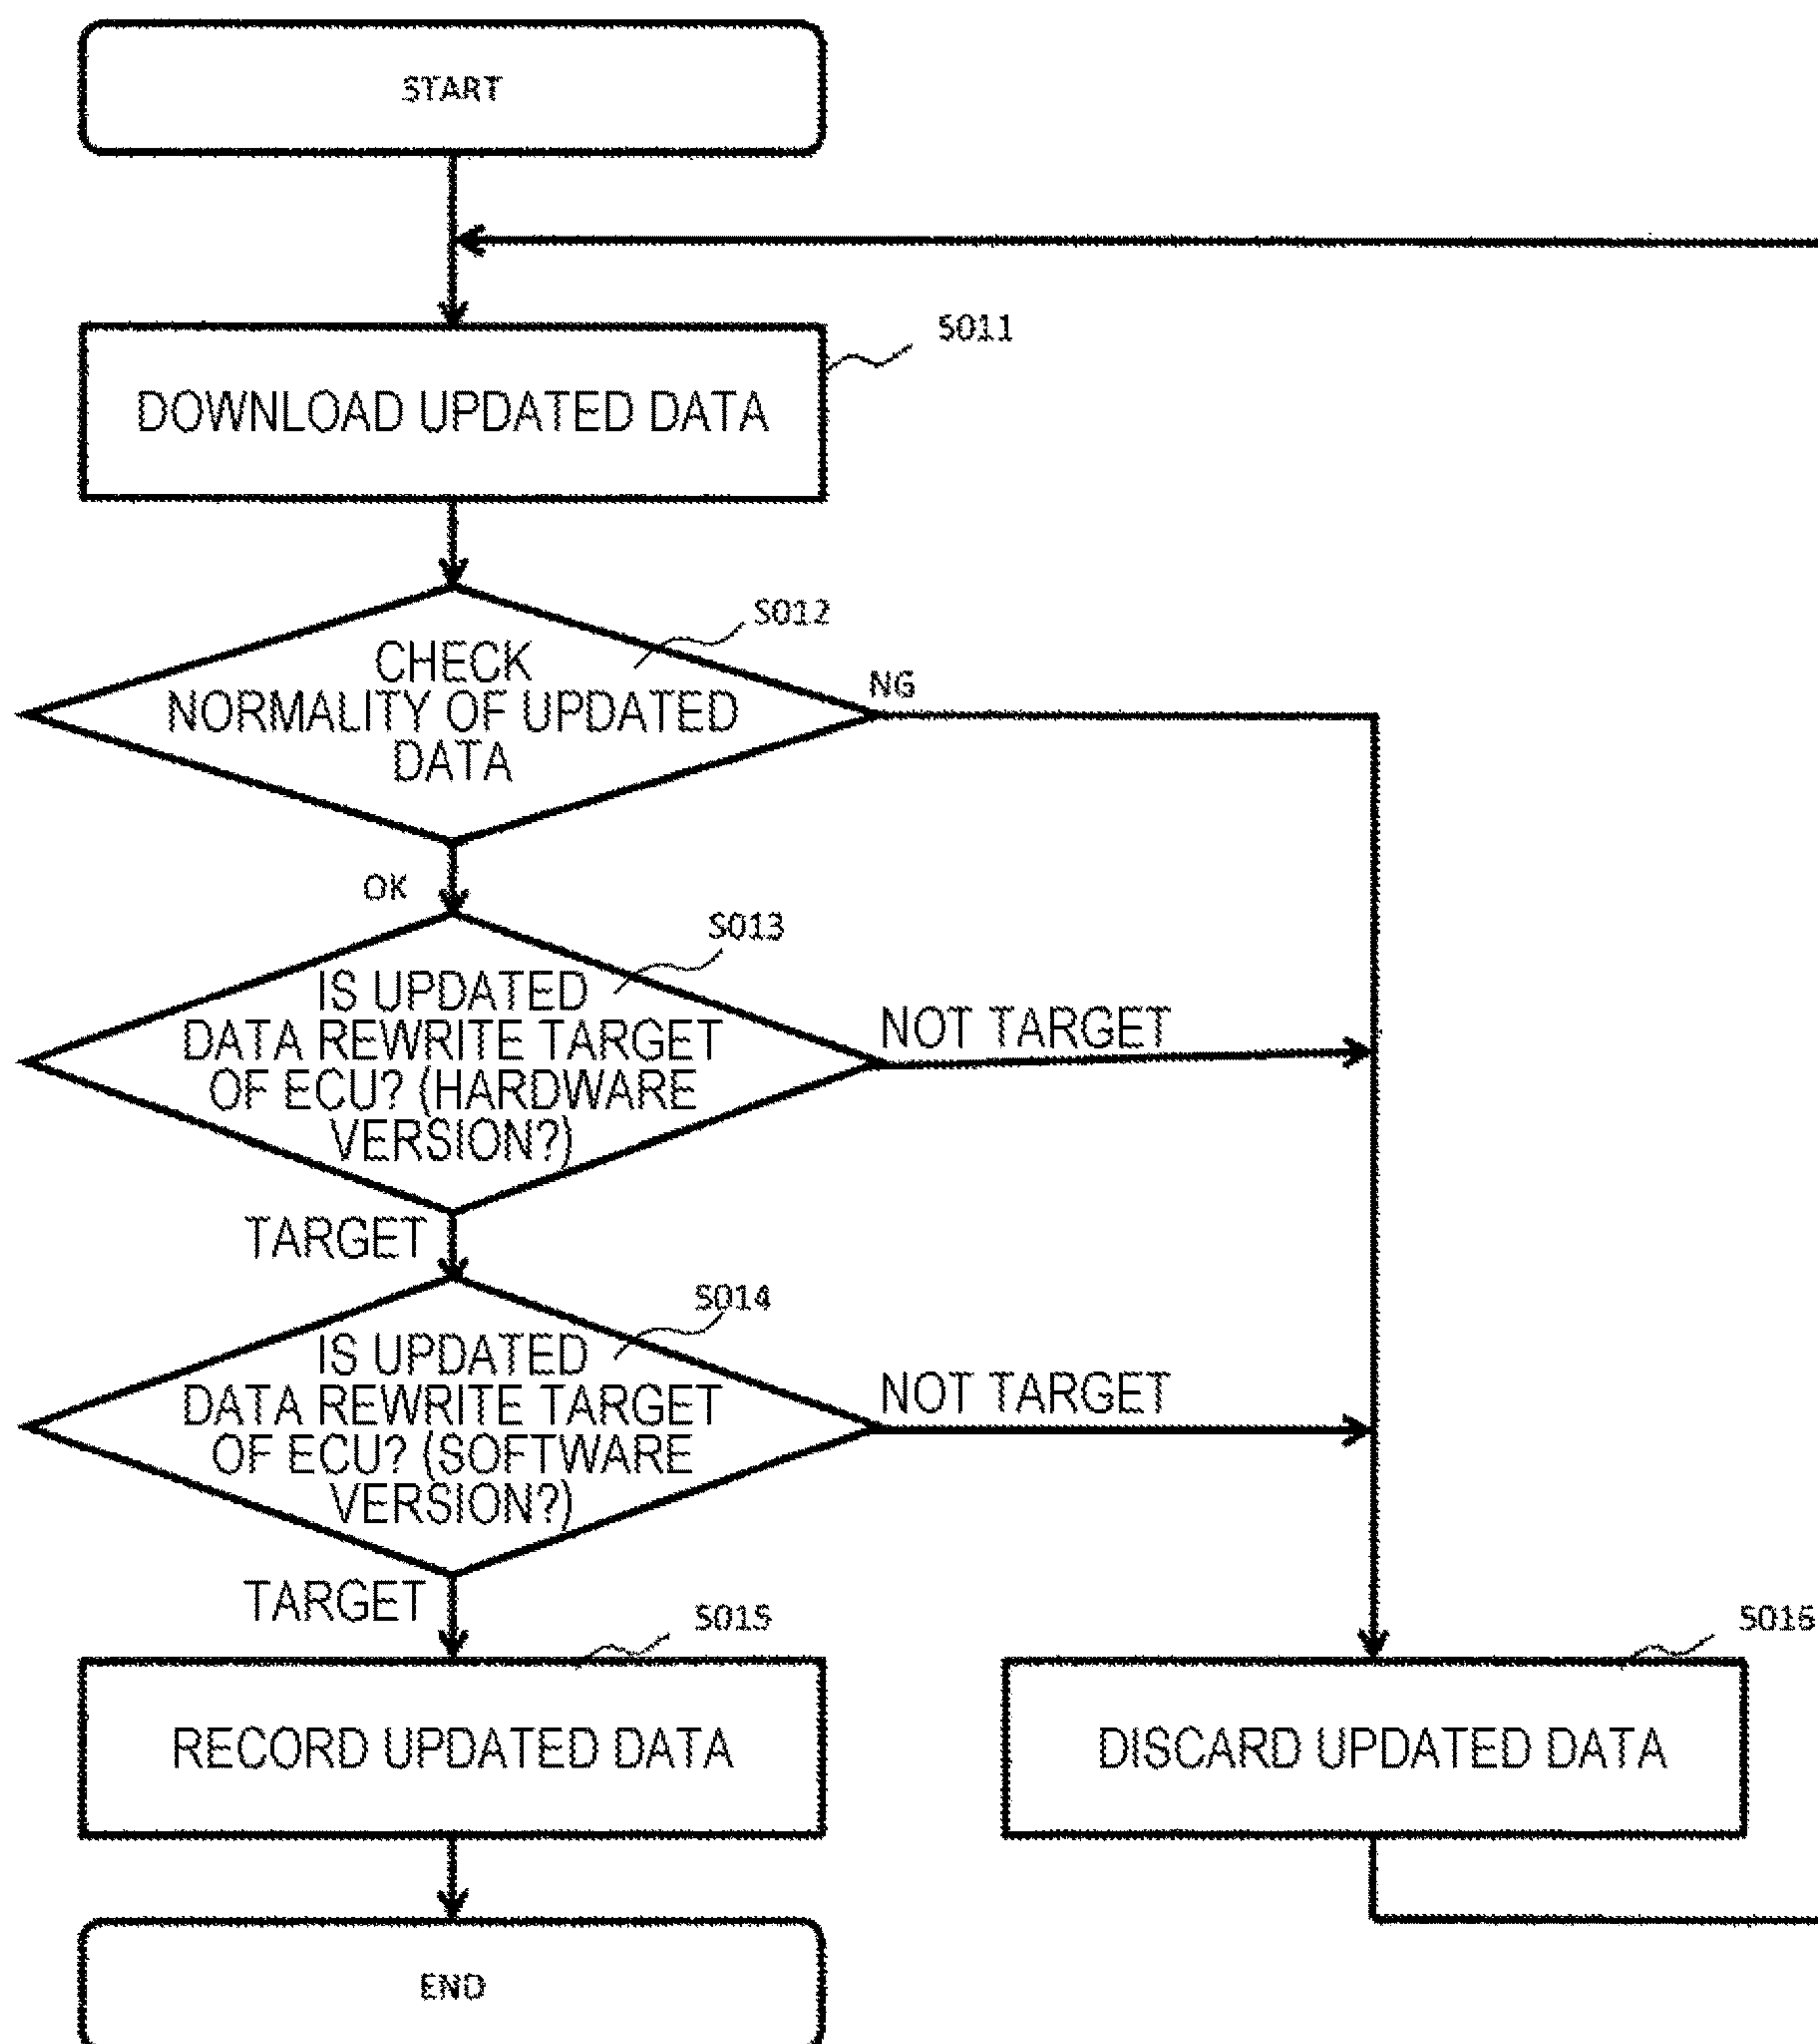 START
S011
DOWNLOAD UPDATED DATA
S012
CHECK
NORMALITY OF UPDATED
DATA
NG
OK
S013
IS UPDATED
DATA REWRITE TARGET
OF ECU? (HARDWARE
VERSION?)
NOT TARGET
TARGET
S014
IS UPDATED
DATA REWRITE TARGET
OF ECU? (SOFTWARE
VERSION?)
NOT TARGET
TARGET
S015
S016
RECORD UPDATED DATA
DISCARD UPDATED DATA
END